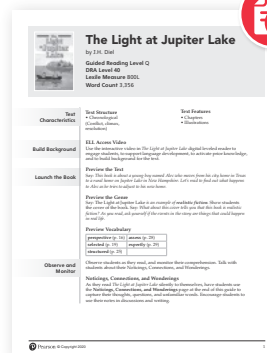 The Light at Jupiter Lake
by J.H. Diel
Guided Reading Level Q
DRA Level 40
Lexile Measure 800L
Word Count 3,356
The Light
at Jupiter
Lake
Text
Characteristics
Text Structure
• Chronological
(Conflict, climax,
resolution)
Text Features
• Chapters
• Illustrations
Build Background
ELL Access Video
Use the interactive video in The Light at Jupiter Lake digital leveled reader to
engage students, to support language development, to activate prior knowledge,
and to build background for the text.
Launch the Book
Preview the Text
Say: This book is about a young boy named Alex who moves from his city home in Texas
to a rural home on Jupiter Lake in New Hampshire. Let's read to find out what happens
to Alex as he tries to adjust to his new home.
Preview the Genre
Say: The Light at Jupiter Lake is an example of realistic fiction. Show students
the cover of the book. Say: What about this cover tells you that this book is realistic
fiction? As you read, ask yourself if the events in the story are things that could happen
in real life.
Preview Vocabulary
perspective (p. 16) assess (p. 28)
selected (p. 18) expertly (p. 29)
structured (p. 25)
Observe and
Monitor
Observe students as they read, and monitor their comprehension. Talk with
students about their Noticings, Connections, and Wonderings.
Noticings, Connections, and Wonderings
As they read The Light at Jupiter Lake silently to themselves, have students use
the Noticings, Connections, and Wonderings page at the end of this guide to
capture their thoughts, questions, and unfamiliar words. Encourage students to
use their notes in discussions and writing.
Pearson © Copyright 2020
1